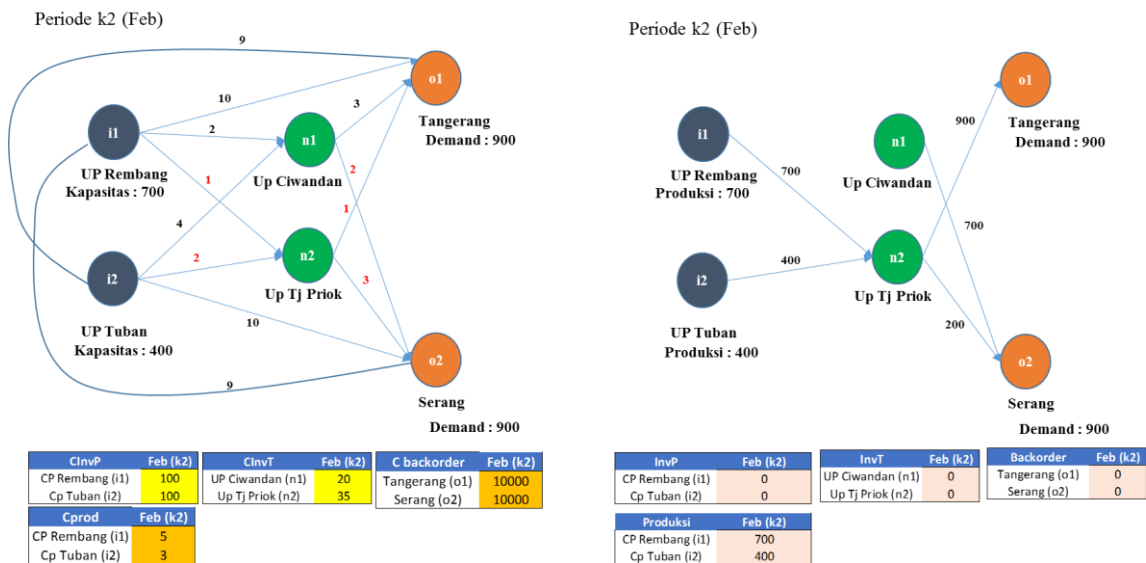 Periode k2 (Feb)
9
10
o1
3
Tangerang
Demand : 900
i1
2
n1
UP Rembang
Kapasitas : 700
1
Up Ciwandan
2
1
4
2
n2
i2
Up Tj Priok
3
UP Tuban
Kapasitas : 400
10
o2
9
Serang
Demand : 900
CInvP Feb (k2)
CP Rembang (i1) 100
Cp Tuban (i2) 100
CInvT Feb (k2)
UP Ciwandan (n1) 20
Up Tj Priok (n2) 35
C backorder Feb (k2)
Tangerang (o1) 10000
Serang (o2) 10000
Cprod Feb (k2)
CP Rembang (i1) 5
Cp Tuban (i2) 3
Periode k2 (Feb)
o1
Tangerang
Demand : 900
900
i1
n1
UP Rembang
Produksi : 700
700
Up Ciwandan
700
i2
400
n2
Up Tj Priok
UP Tuban
Produksi : 400
200
o2
Serang
Demand : 900
InvP Feb (k2)
CP Rembang (i1) 0
Cp Tuban (i2) 0
InvT Feb (k2)
UP Ciwandan (n1) 0
Up Tj Priok (n2) 0
Backorder Feb (k2)
Tangerang (o1) 0
Serang (o2) 0
Produksi Feb (k2)
CP Rembang (i1) 700
Cp Tuban (i2) 400